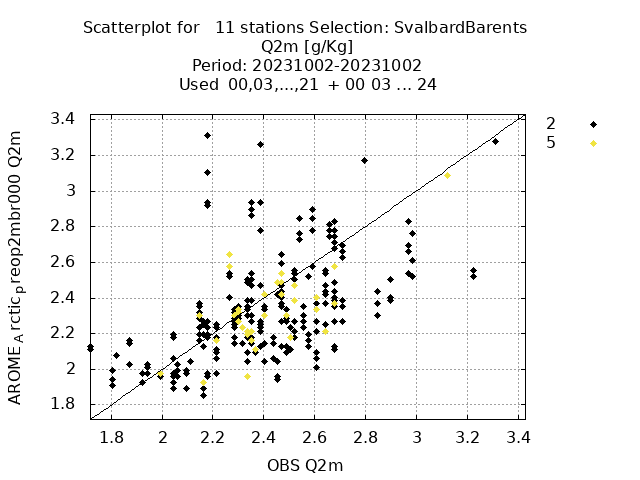 Scatterplot for   11 stations Selection: SvalbardBarents
Q2m [g/Kg]
Period: 20231002-20231002
Used  00,03,...,21  + 00 03 ... 24
2
5
3.4
3.2
3
2.8
2.6
2.4
2.2
2
1.8
AROME_Arctic_preop2mbr000 Q2m
1.8 2 2.2 2.4 2.6 2.8 3 3.2 3.4
OBS Q2m